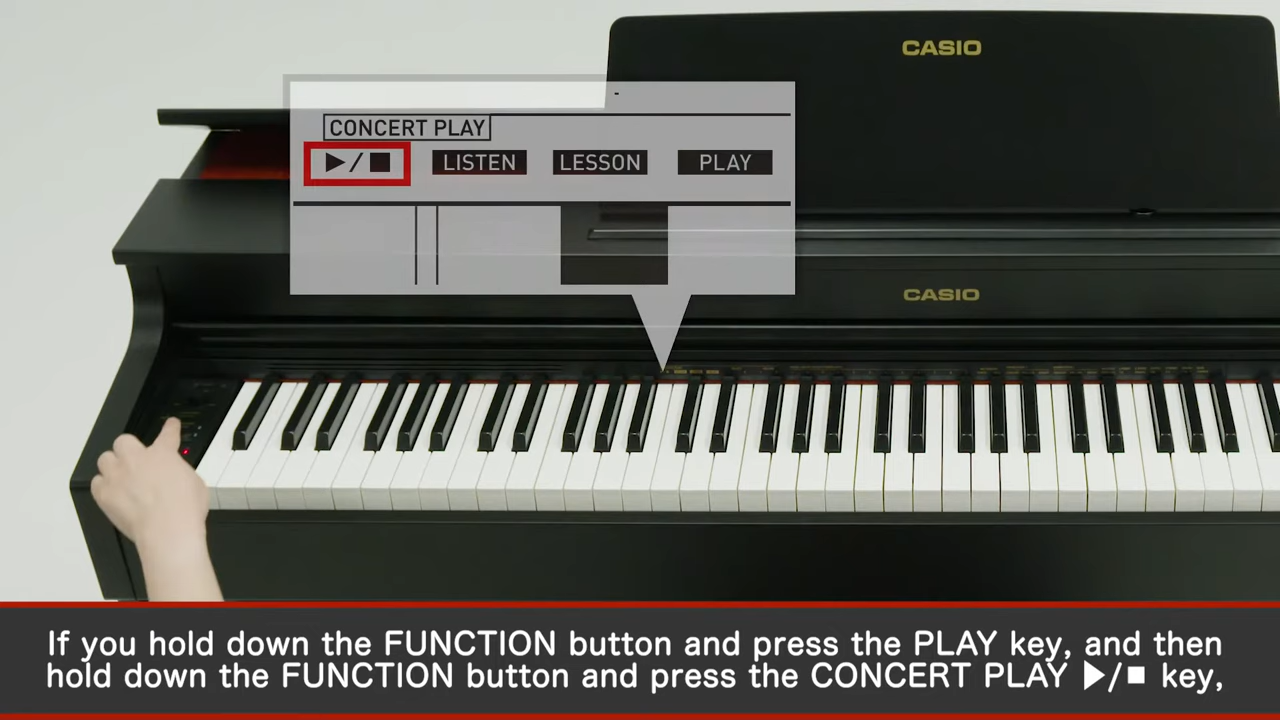 CASIO
CONCERT PLAY
▶/■ LISTEN LESSON PLAY
CASIO
If you hold down the FUNCTION button and press the PLAY key, and then
hold down the FUNCTION button and press the CONCERT PLAY ▶/■ key,